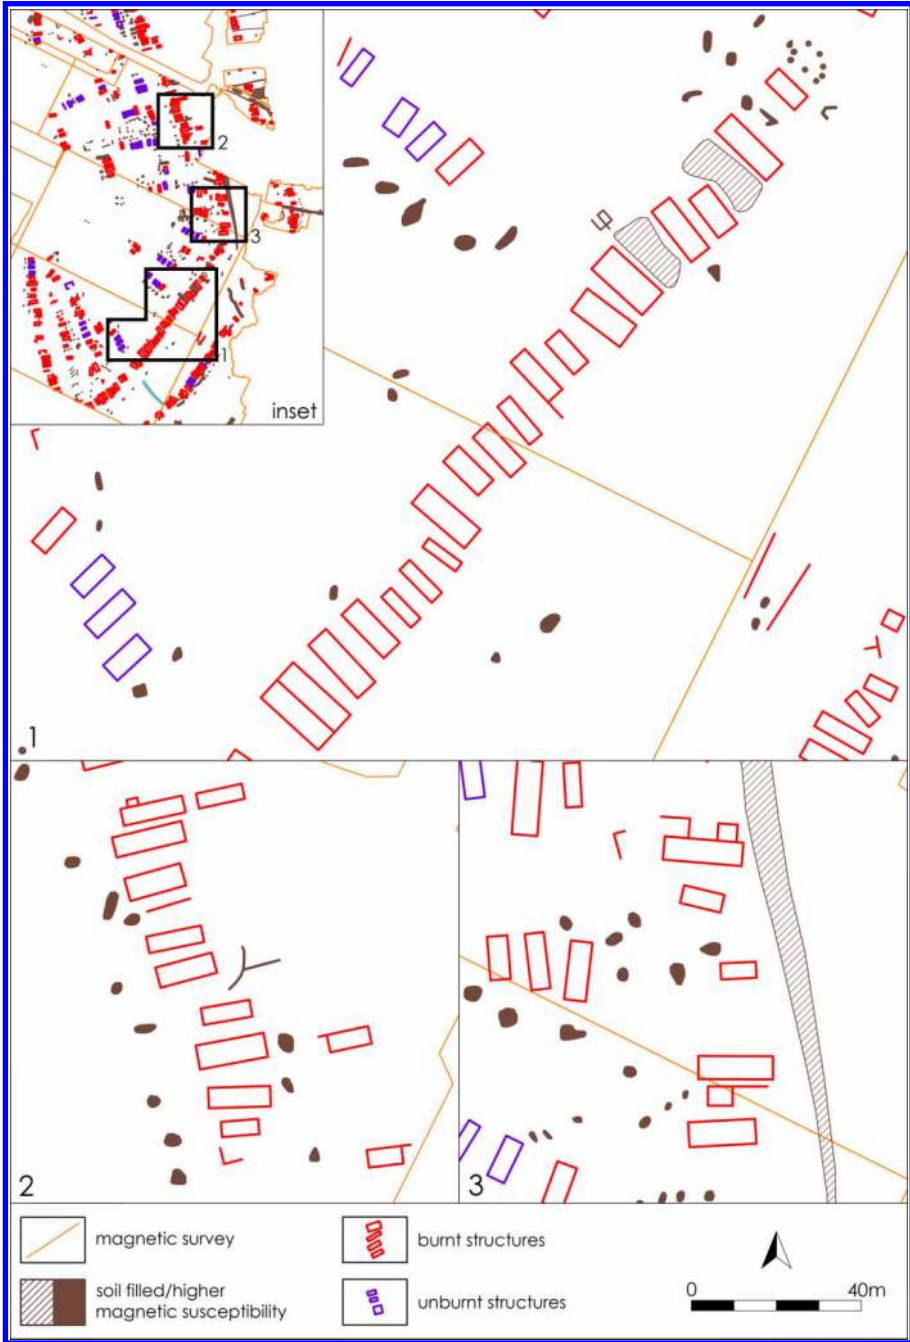 2
3
1
inset
1
2
3
magnetic survey
burnt structures
soil filled/higher
magnetic susceptibility
unburnt structures
0
40m